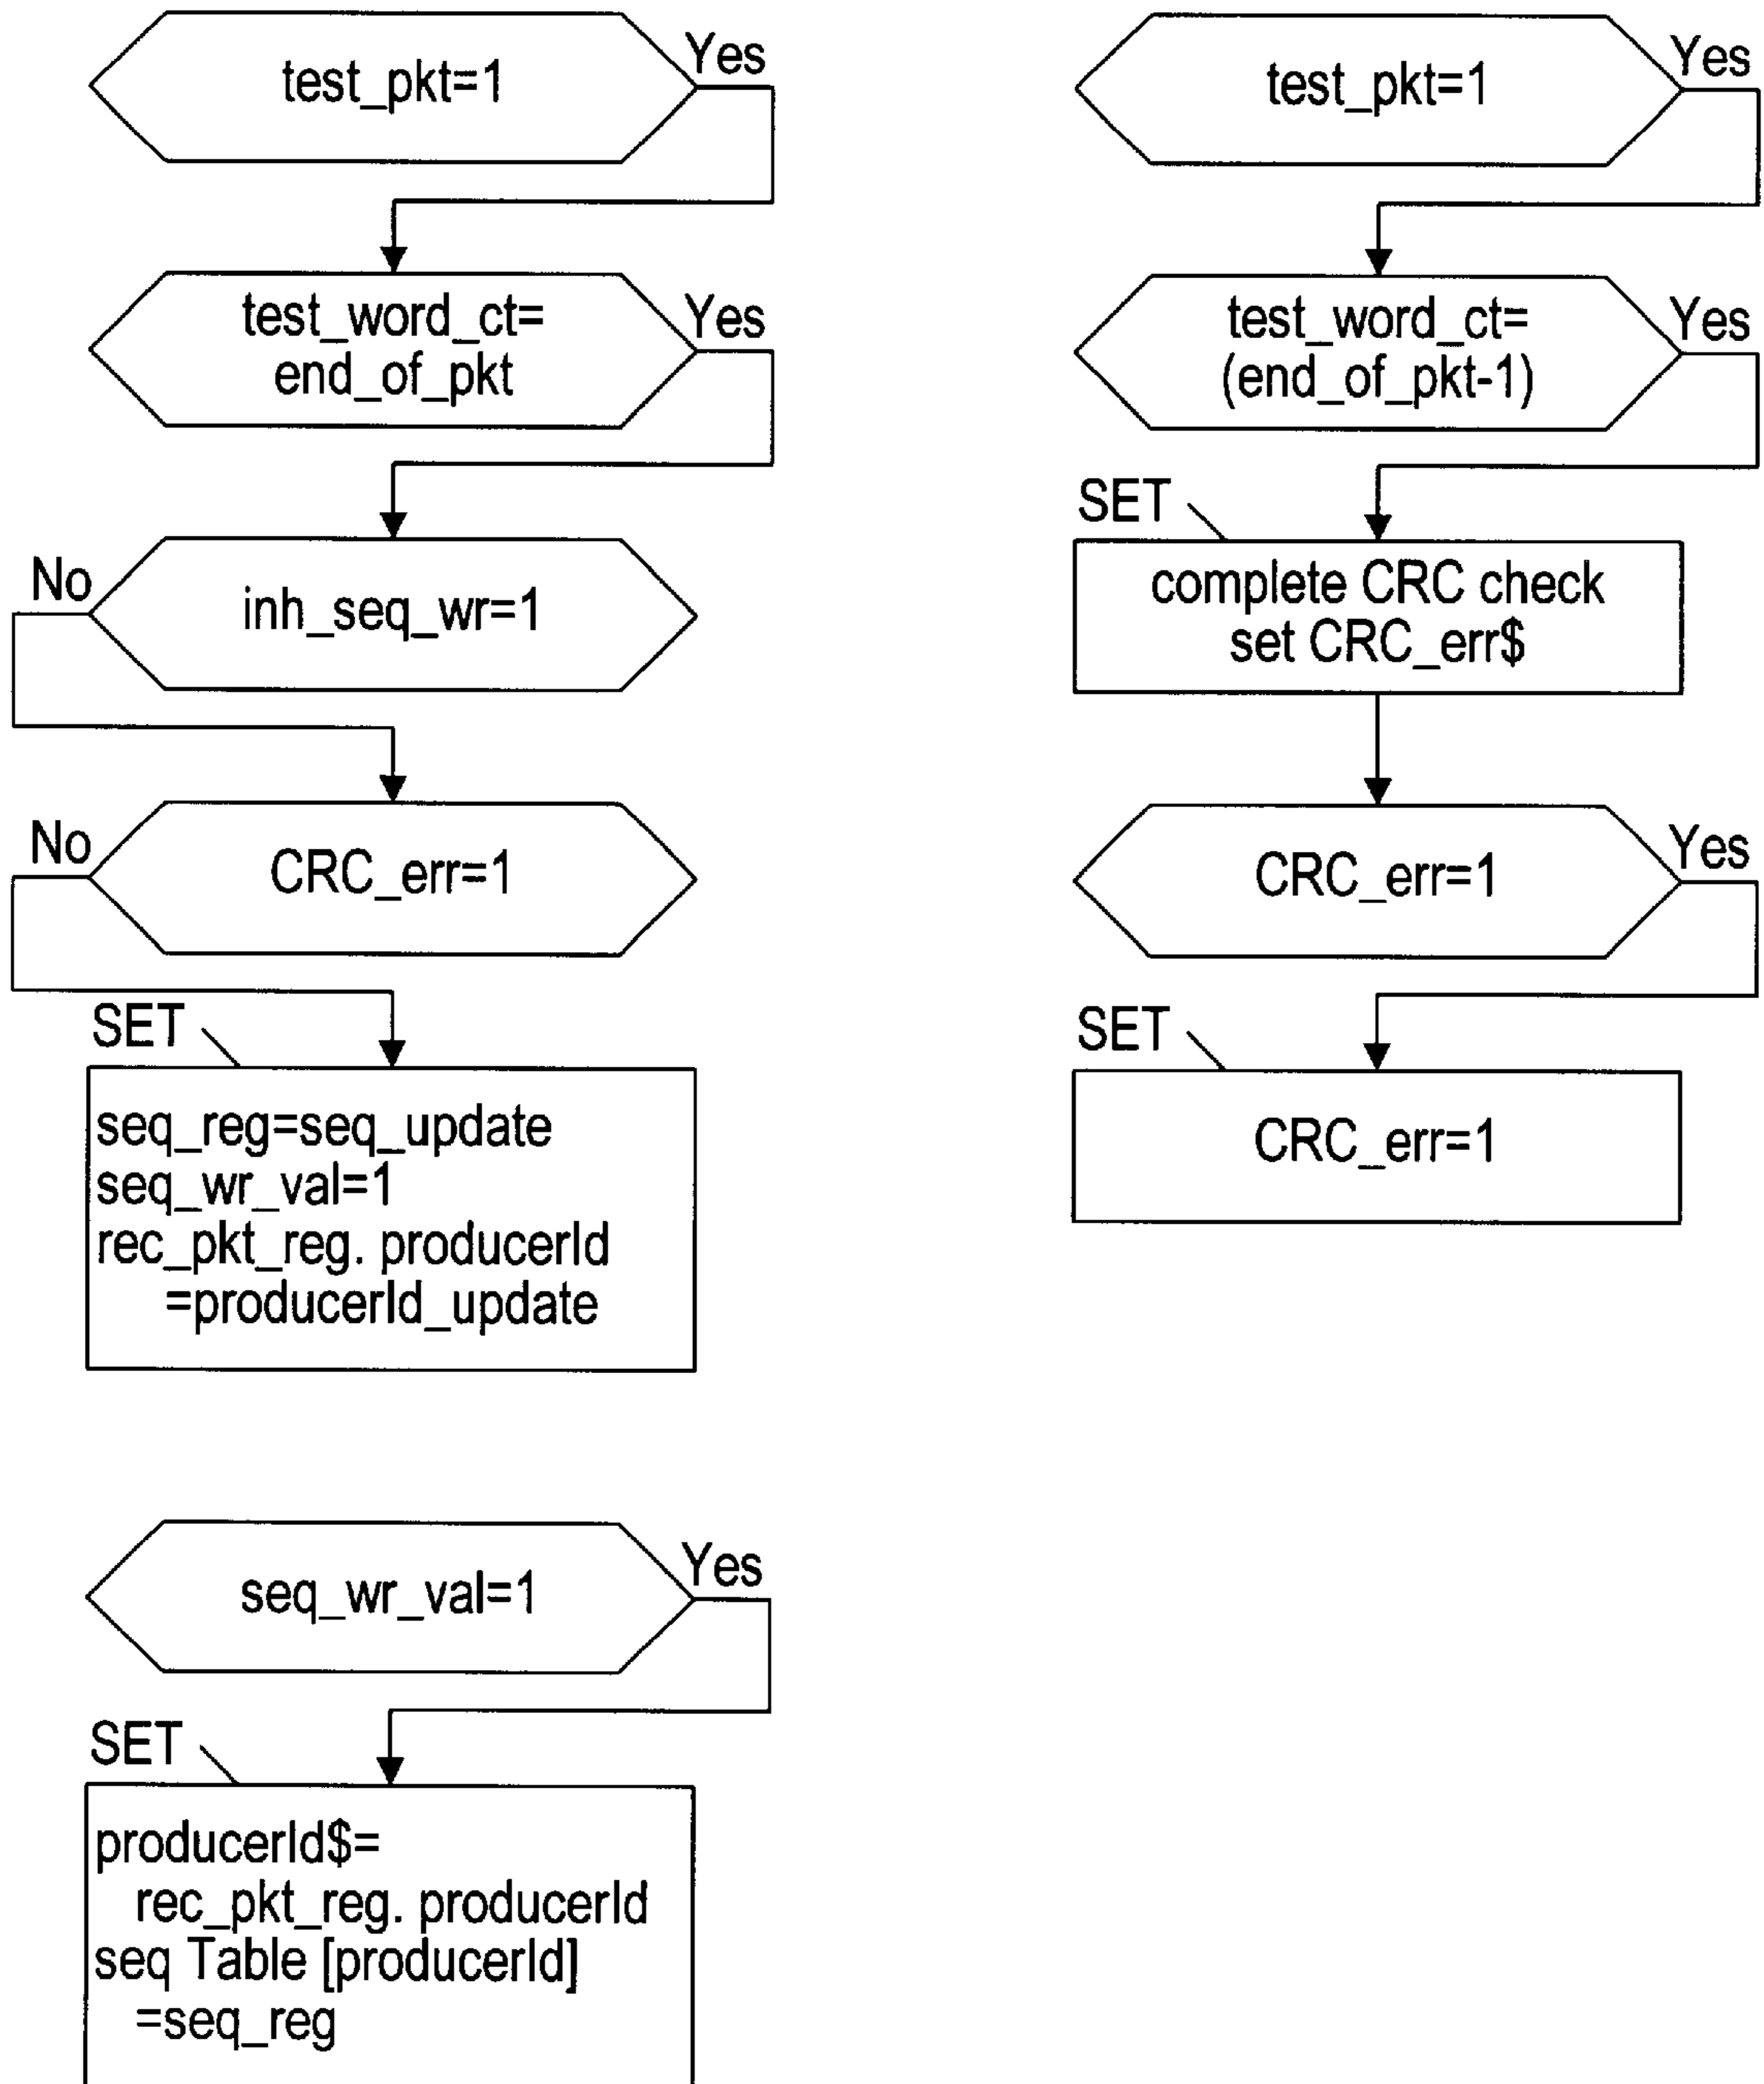 test_pkt=1
Yes
test_word_ct=
end_of_pkt
Yes
inh_seq_wr=1
No
CRC_err=1
No
SET
seq_reg=seq_update
seq_wr_val=1
rec_pkt_reg. producerId
=producerId_update
seq_wr_val=1
Yes
SET
producerId$=
rec_pkt_reg. producerId
seq Table [producerId]
=seq_reg
test_pkt=1
Yes
test_word_ct=
(end_of_pkt-1)
Yes
SET
complete CRC check
set CRC_err$
CRC_err=1
Yes
SET
CRC_err=1